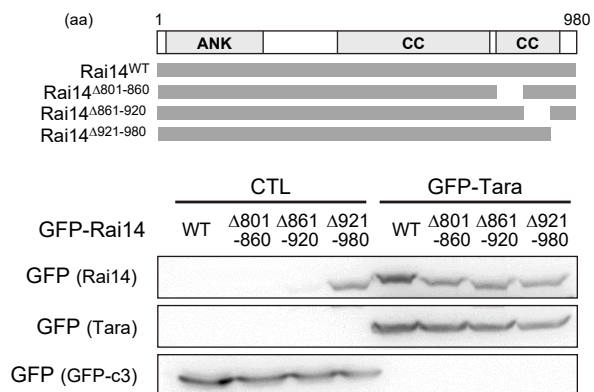 (aa) 1 980
ANK CC CC
Rai14WT
Rai14Δ801-860
Rai14Δ861-920
Rai14Δ921-980
CTL GFP-Tara
GFP-Rai14 WT Δ801-860 Δ861-920 Δ921-980 WT Δ801-860 Δ861-920 Δ921-980
GFP (Rai14)
GFP (Tara)
GFP (GFP-c3)